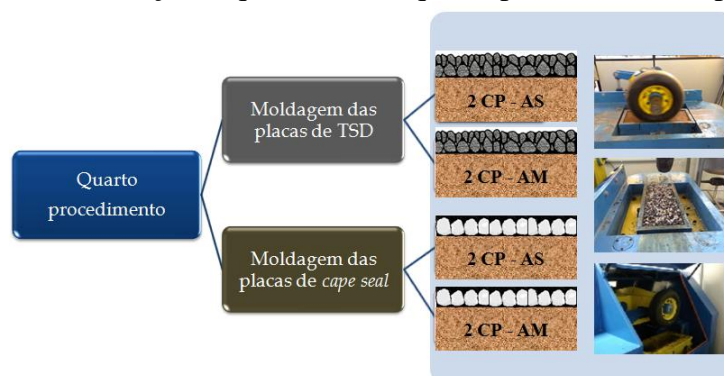 Quarto
procedimento
Moldagem das
placas de TSD
Moldagem das
placas de cape seal
2 CP - AS
2 CP - AM
2 CP - AS
2 CP - AM